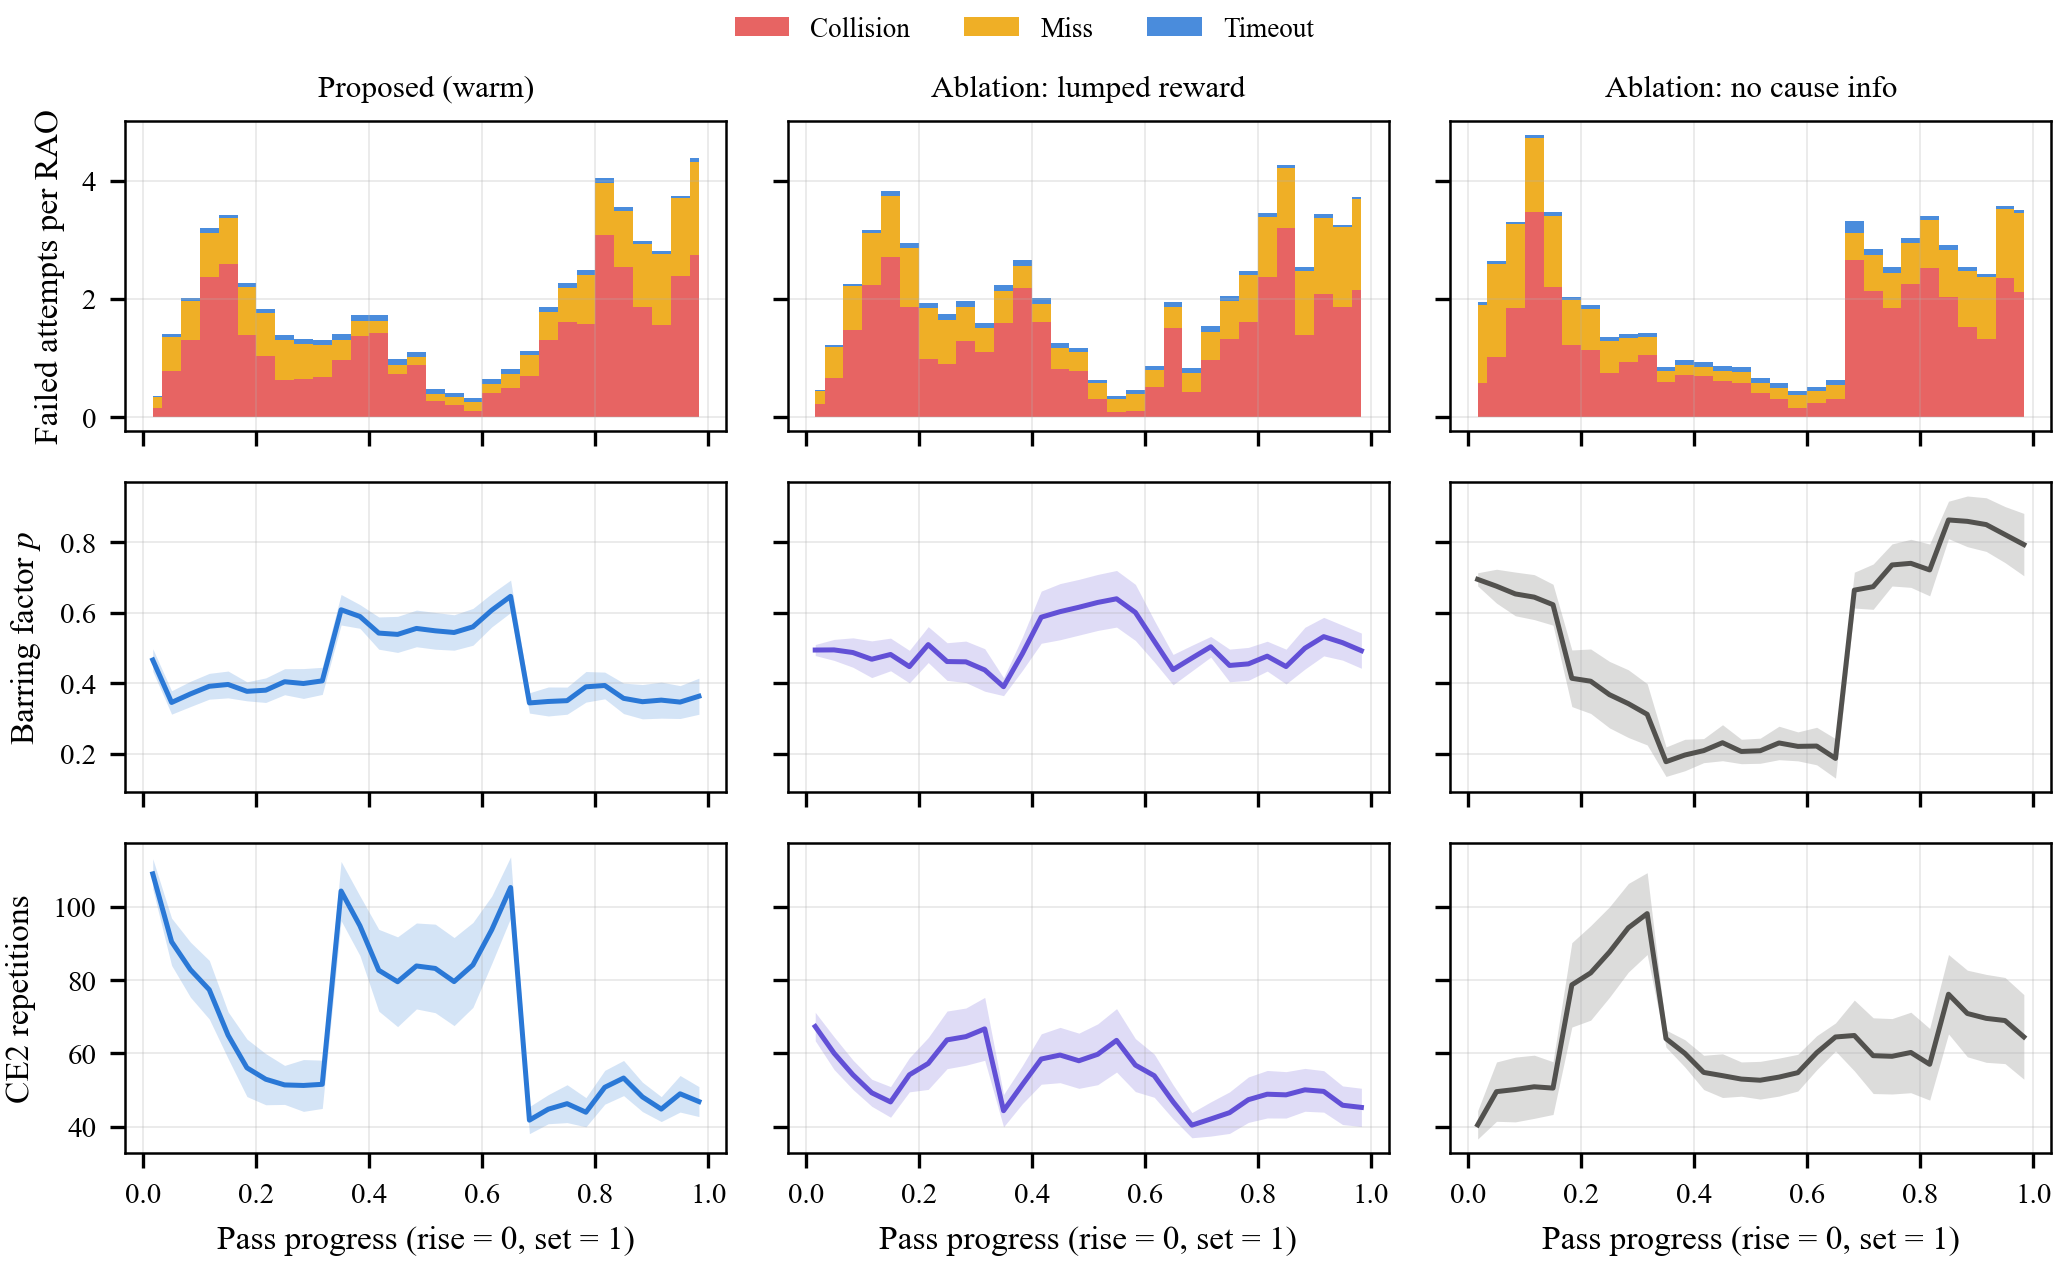 Collision Miss Timeout
Proposed (warm) Ablation: lumped reward Ablation: no cause info
Failed attempts per RAO
4
2
0
Barring factor p
0.8
0.6
0.4
0.2
CE2 repetitions
100
80
60
40
0.0 0.2 0.4 0.6 0.8 1.0 0.0 0.2 0.4 0.6 0.8 1.0 0.0 0.2 0.4 0.6 0.8 1.0
Pass progress (rise = 0, set = 1) Pass progress (rise = 0, set = 1) Pass progress (rise = 0, set = 1)